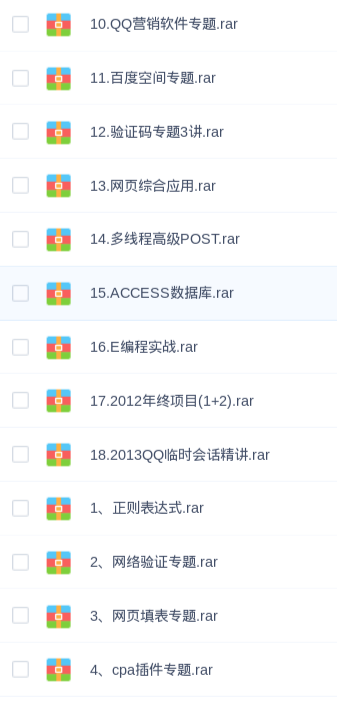 10.QQ营销软件专题.rar
11.百度空间专题.rar
12.验证码专题3讲.rar
13.网页综合应用.rar
14.多线程高级POST.rar
15.ACCESS数据库.rar
16.E编程实战.rar
17.2012年终项目(1+2).rar
18.2013QQ临时会话精讲.rar
1、正则表达式.rar
2、网络验证专题.rar
3、网页填表专题.rar
4、cpa插件专题.rar